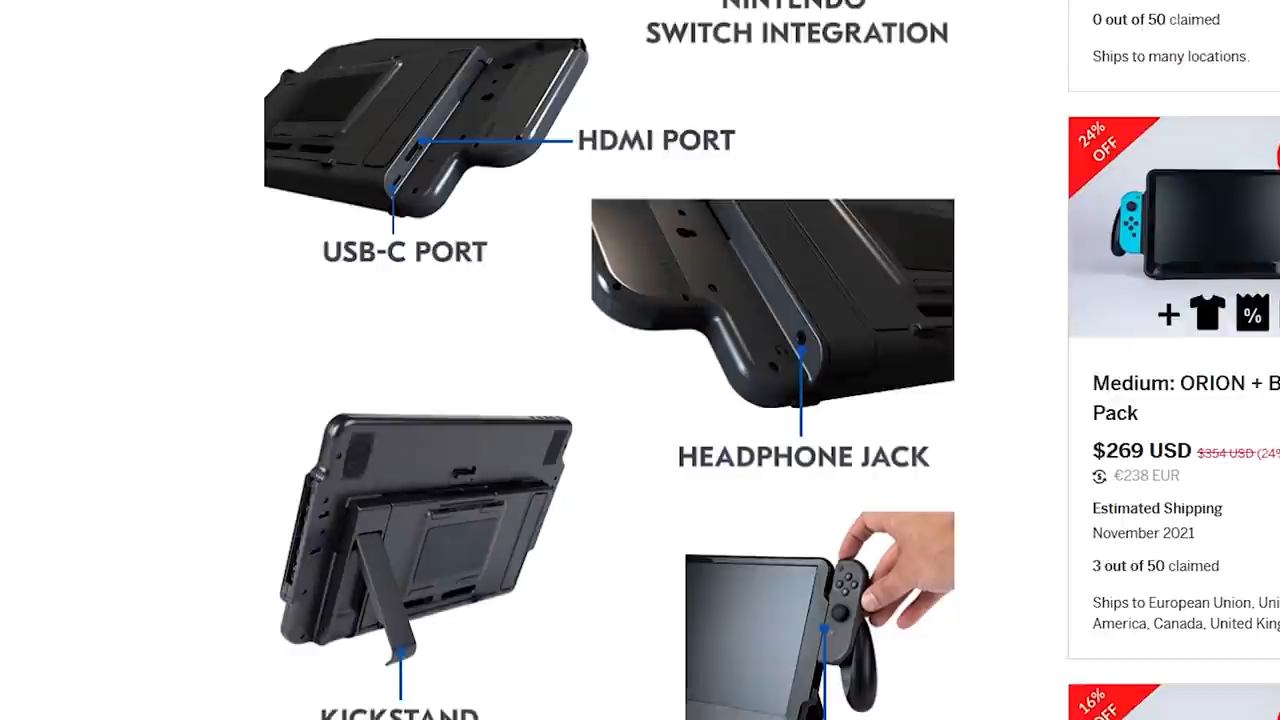 NINTENDO
SWITCH INTEGRATION
HDMI PORT
USB-C PORT
HEADPHONE JACK
KICKSTAND
0 out of 50 claimed
Ships to many locations.
24%
OFF
%
Medium: ORION + B
Pack
$269 USD $354 USD (24%
€238 EUR
Estimated Shipping
November 2021
3 out of 50 claimed
Ships to European Union, Uni
America, Canada, United King
16%
OFF